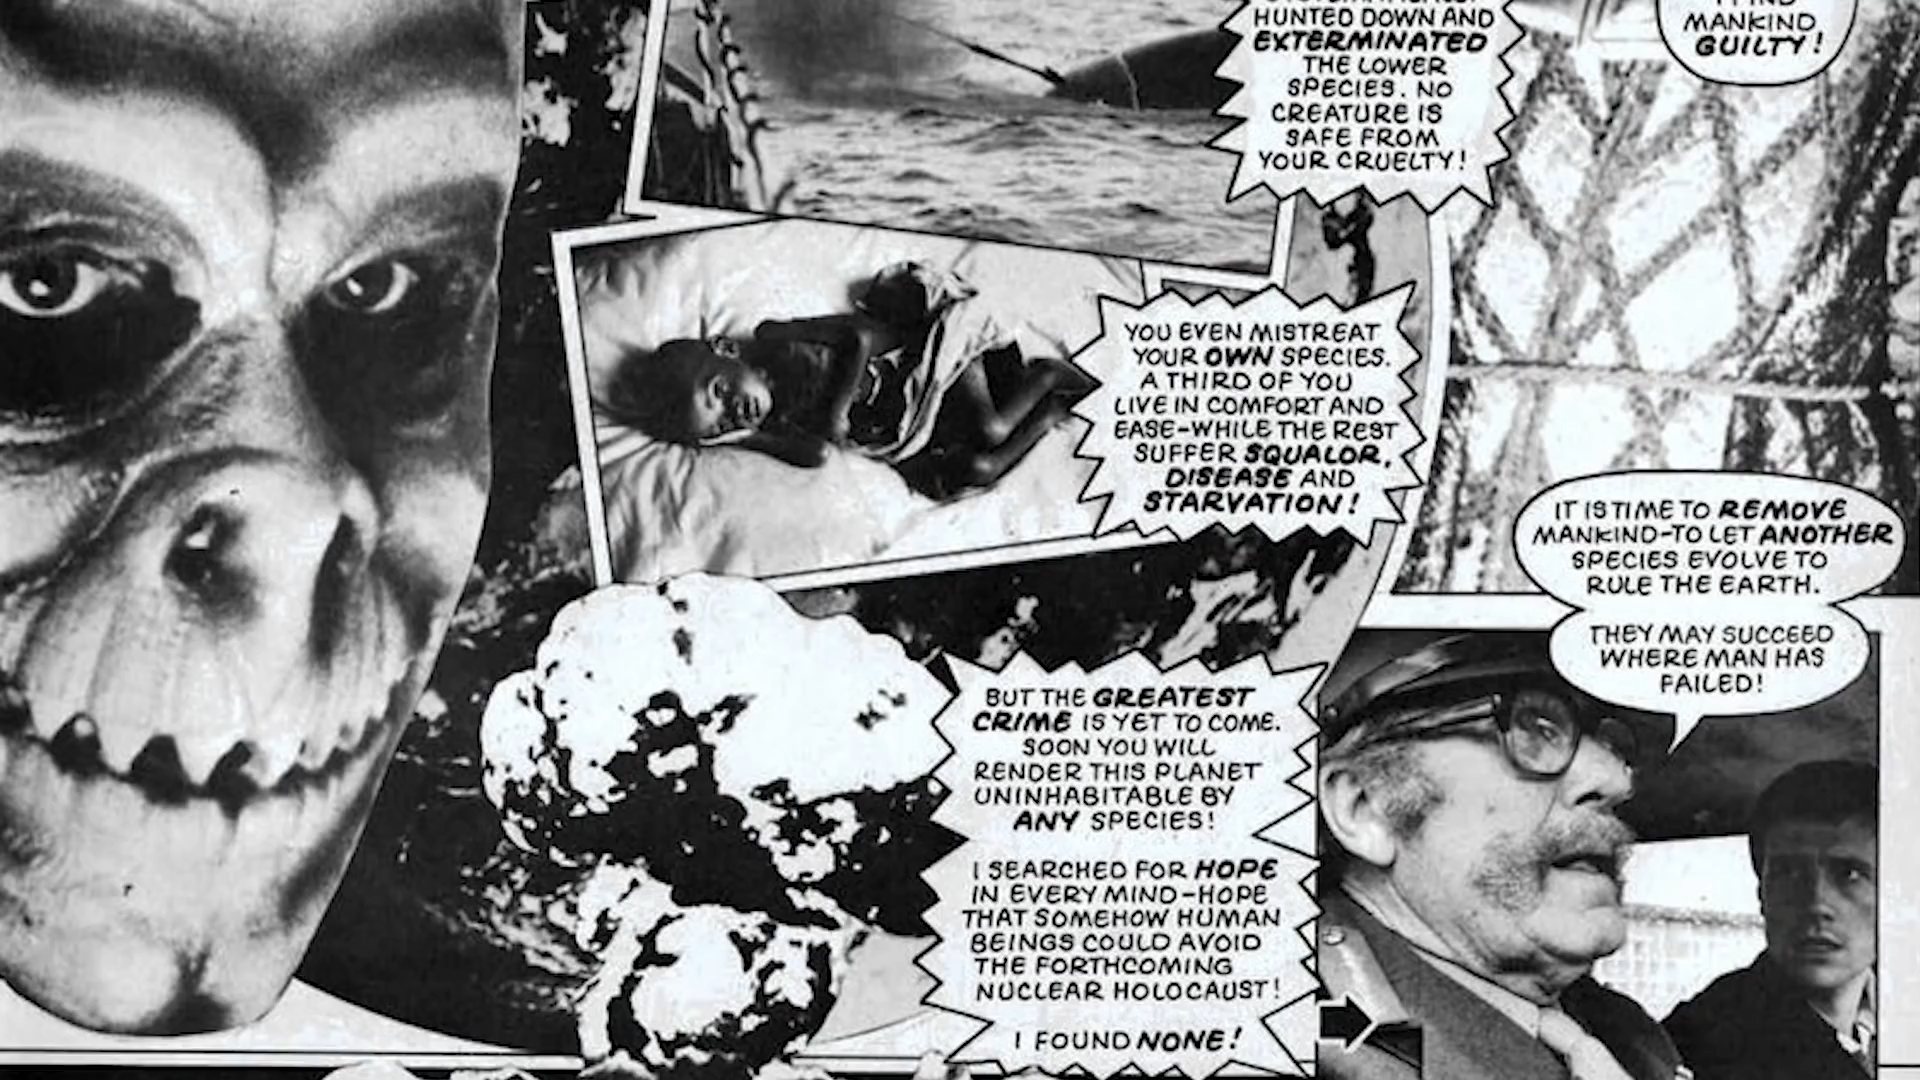 HUNTED DOWN AND
EXTERMINATED
THE LOWER
SPECIES. NO
CREATURE IS
SAFE FROM
YOUR CRUELTY!
MANKIND
GUILTY!
YOU EVEN MISTREAT
YOUR OWN SPECIES.
A THIRD OF YOU
LIVE IN COMFORT AND
EASE-WHILE THE REST
SUFFER SQUALOR,
DISEASE AND
STARVATION!
IT IS TIME TO REMOVE
MANKIND-TO LET ANOTHER
SPECIES EVOLVE TO
RULE THE EARTH.
THEY MAY SUCCEED
WHERE MAN HAS
FAILED!
BUT THE GREATEST
CRIME IS YET TO COME.
SOON YOU WILL
RENDER THIS PLANET
UNINHABITABLE BY
ANY SPECIES!
I SEARCHED FOR HOPE
IN EVERY MIND-HOPE
THAT SOMEHOW HUMAN
BEINGS COULD AVOID
THE FORTHCOMING
NUCLEAR HOLOCAUST!
I FOUND NONE!